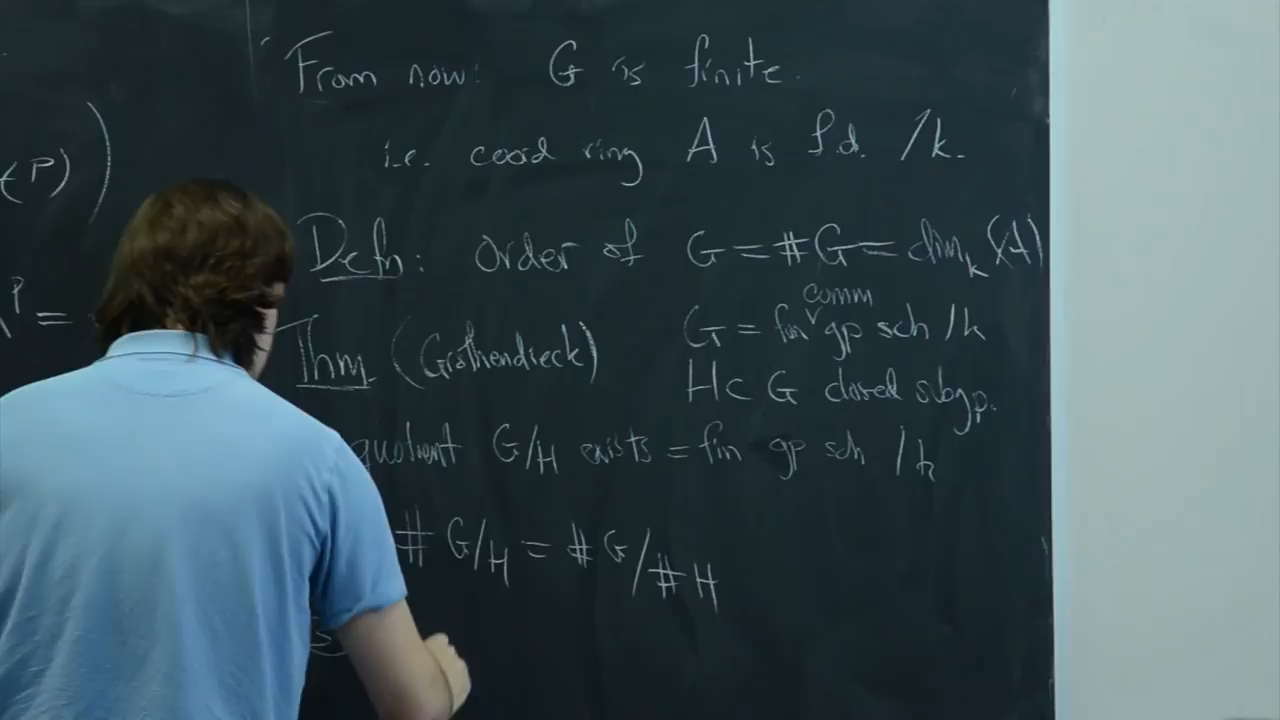 From now: G is finite.
i.e. coord ring A is f.d. /k.
(P) )
Defn: Order of G = #G = dim_k (A)
P =
Thm (Grothendieck) G = fin comm gp sch /k
H ⊂ G closed subgp.
quotient G/H exists = fin gp sch /k
# G/H = #G/#H